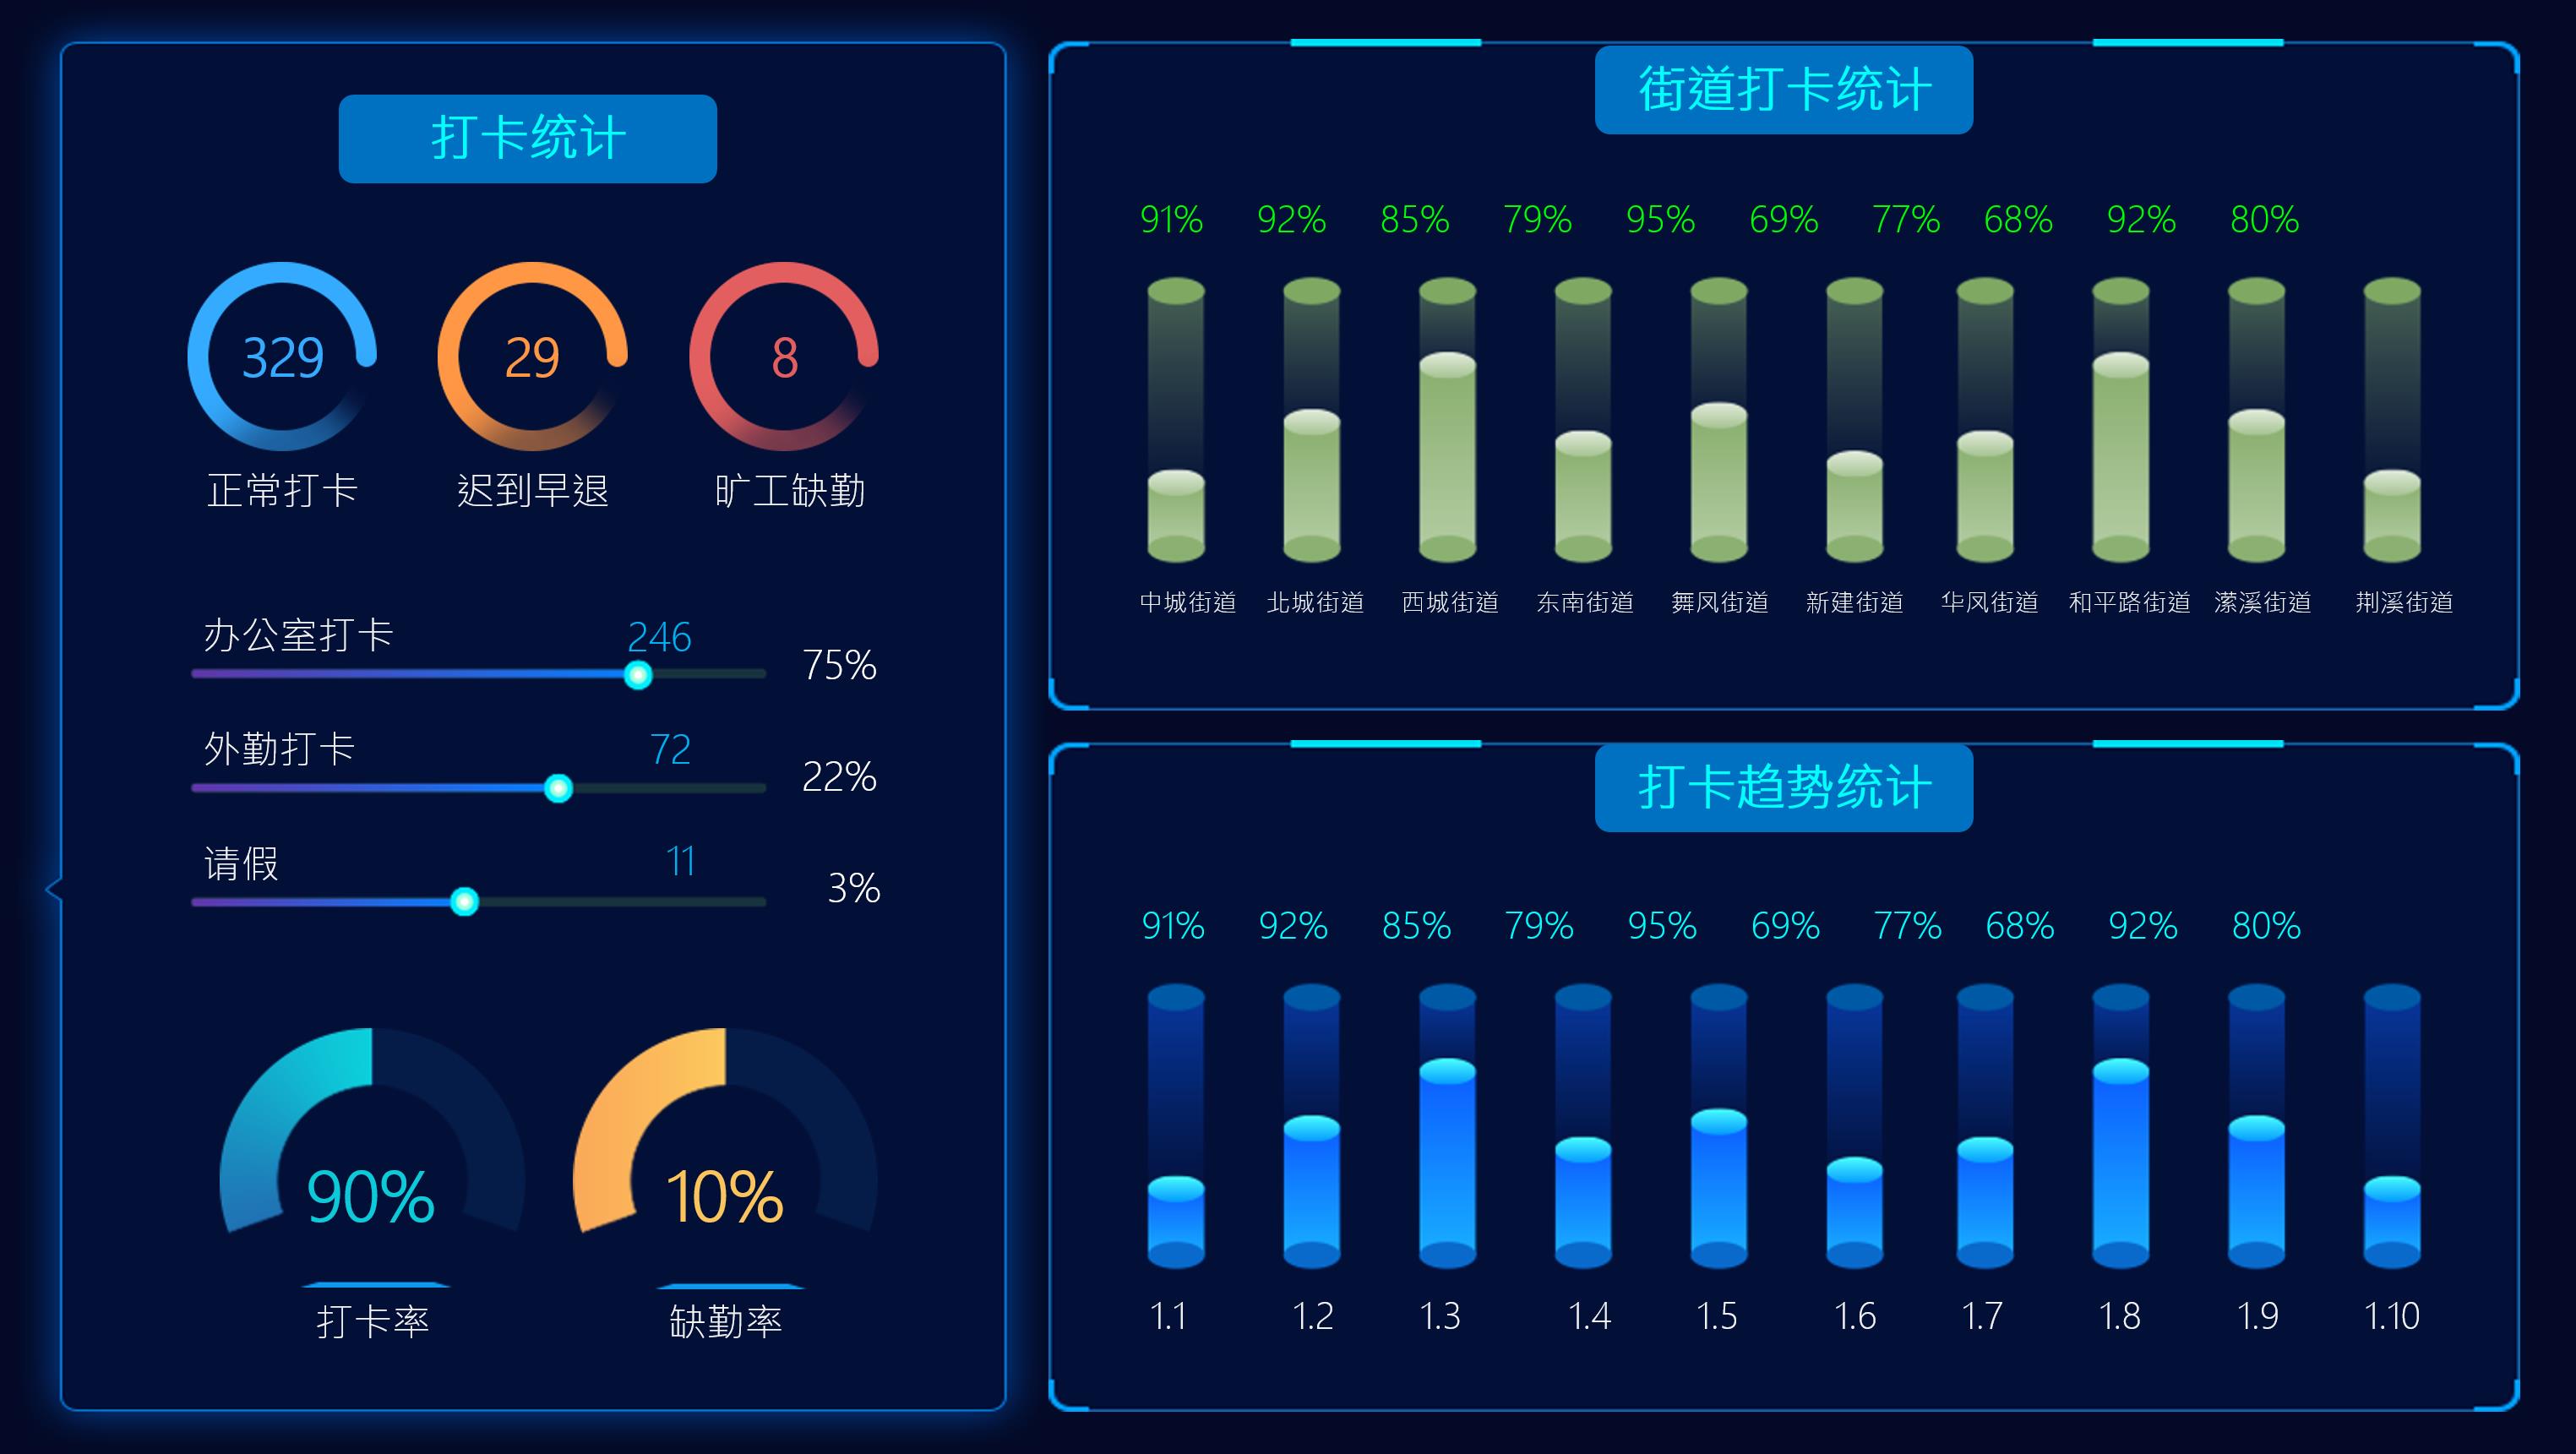 打卡统计
329
29
8
正常打卡
迟到早退
旷工缺勤
办公室打卡
246
75%
外勤打卡
72
22%
请假
11
3%
90%
10%
打卡率
缺勤率
街道打卡统计
91% 92% 85% 79% 95% 69% 77% 68% 92% 80%
中城街道 北城街道 西城街道 东南街道 舞凤街道 新建街道 华凤街道 和平路街道 潆溪街道 荆溪街道
打卡趋势统计
91% 92% 85% 79% 95% 69% 77% 68% 92% 80%
1.1 1.2 1.3 1.4 1.5 1.6 1.7 1.8 1.9 1.10